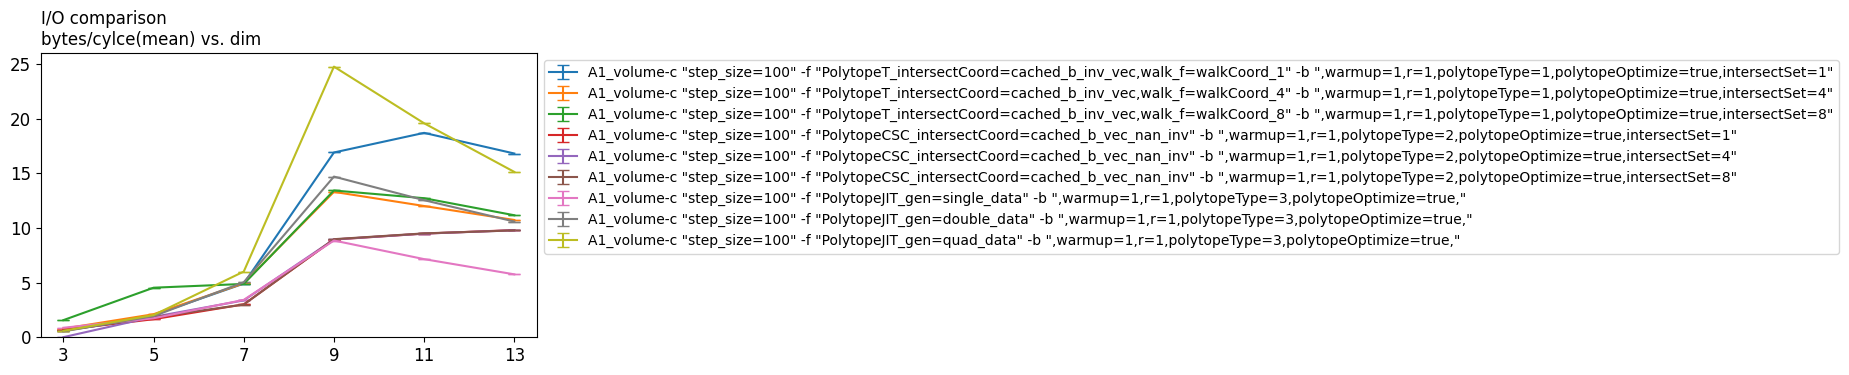 I/O comparison
bytes/cylce(mean) vs. dim
25
20
15
10
5
0
3 5 7 9 11 13
A1_volume-c "step_size=100" -f "PolytopeT_intersectCoord=cached_b_inv_vec,walk_f=walkCoord_1" -b ",warmup=1,r=1,polytopeType=1,polytopeOptimize=true,intersectSet=1"
A1_volume-c "step_size=100" -f "PolytopeT_intersectCoord=cached_b_inv_vec,walk_f=walkCoord_4" -b ",warmup=1,r=1,polytopeType=1,polytopeOptimize=true,intersectSet=4"
A1_volume-c "step_size=100" -f "PolytopeT_intersectCoord=cached_b_inv_vec,walk_f=walkCoord_8" -b ",warmup=1,r=1,polytopeType=1,polytopeOptimize=true,intersectSet=8"
A1_volume-c "step_size=100" -f "PolytopeCSC_intersectCoord=cached_b_vec_nan_inv" -b ",warmup=1,r=1,polytopeType=2,polytopeOptimize=true,intersectSet=1"
A1_volume-c "step_size=100" -f "PolytopeCSC_intersectCoord=cached_b_vec_nan_inv" -b ",warmup=1,r=1,polytopeType=2,polytopeOptimize=true,intersectSet=4"
A1_volume-c "step_size=100" -f "PolytopeCSC_intersectCoord=cached_b_vec_nan_inv" -b ",warmup=1,r=1,polytopeType=2,polytopeOptimize=true,intersectSet=8"
A1_volume-c "step_size=100" -f "PolytopeJIT_gen=single_data" -b ",warmup=1,r=1,polytopeType=3,polytopeOptimize=true,"
A1_volume-c "step_size=100" -f "PolytopeJIT_gen=double_data" -b ",warmup=1,r=1,polytopeType=3,polytopeOptimize=true,"
A1_volume-c "step_size=100" -f "PolytopeJIT_gen=quad_data" -b ",warmup=1,r=1,polytopeType=3,polytopeOptimize=true,"